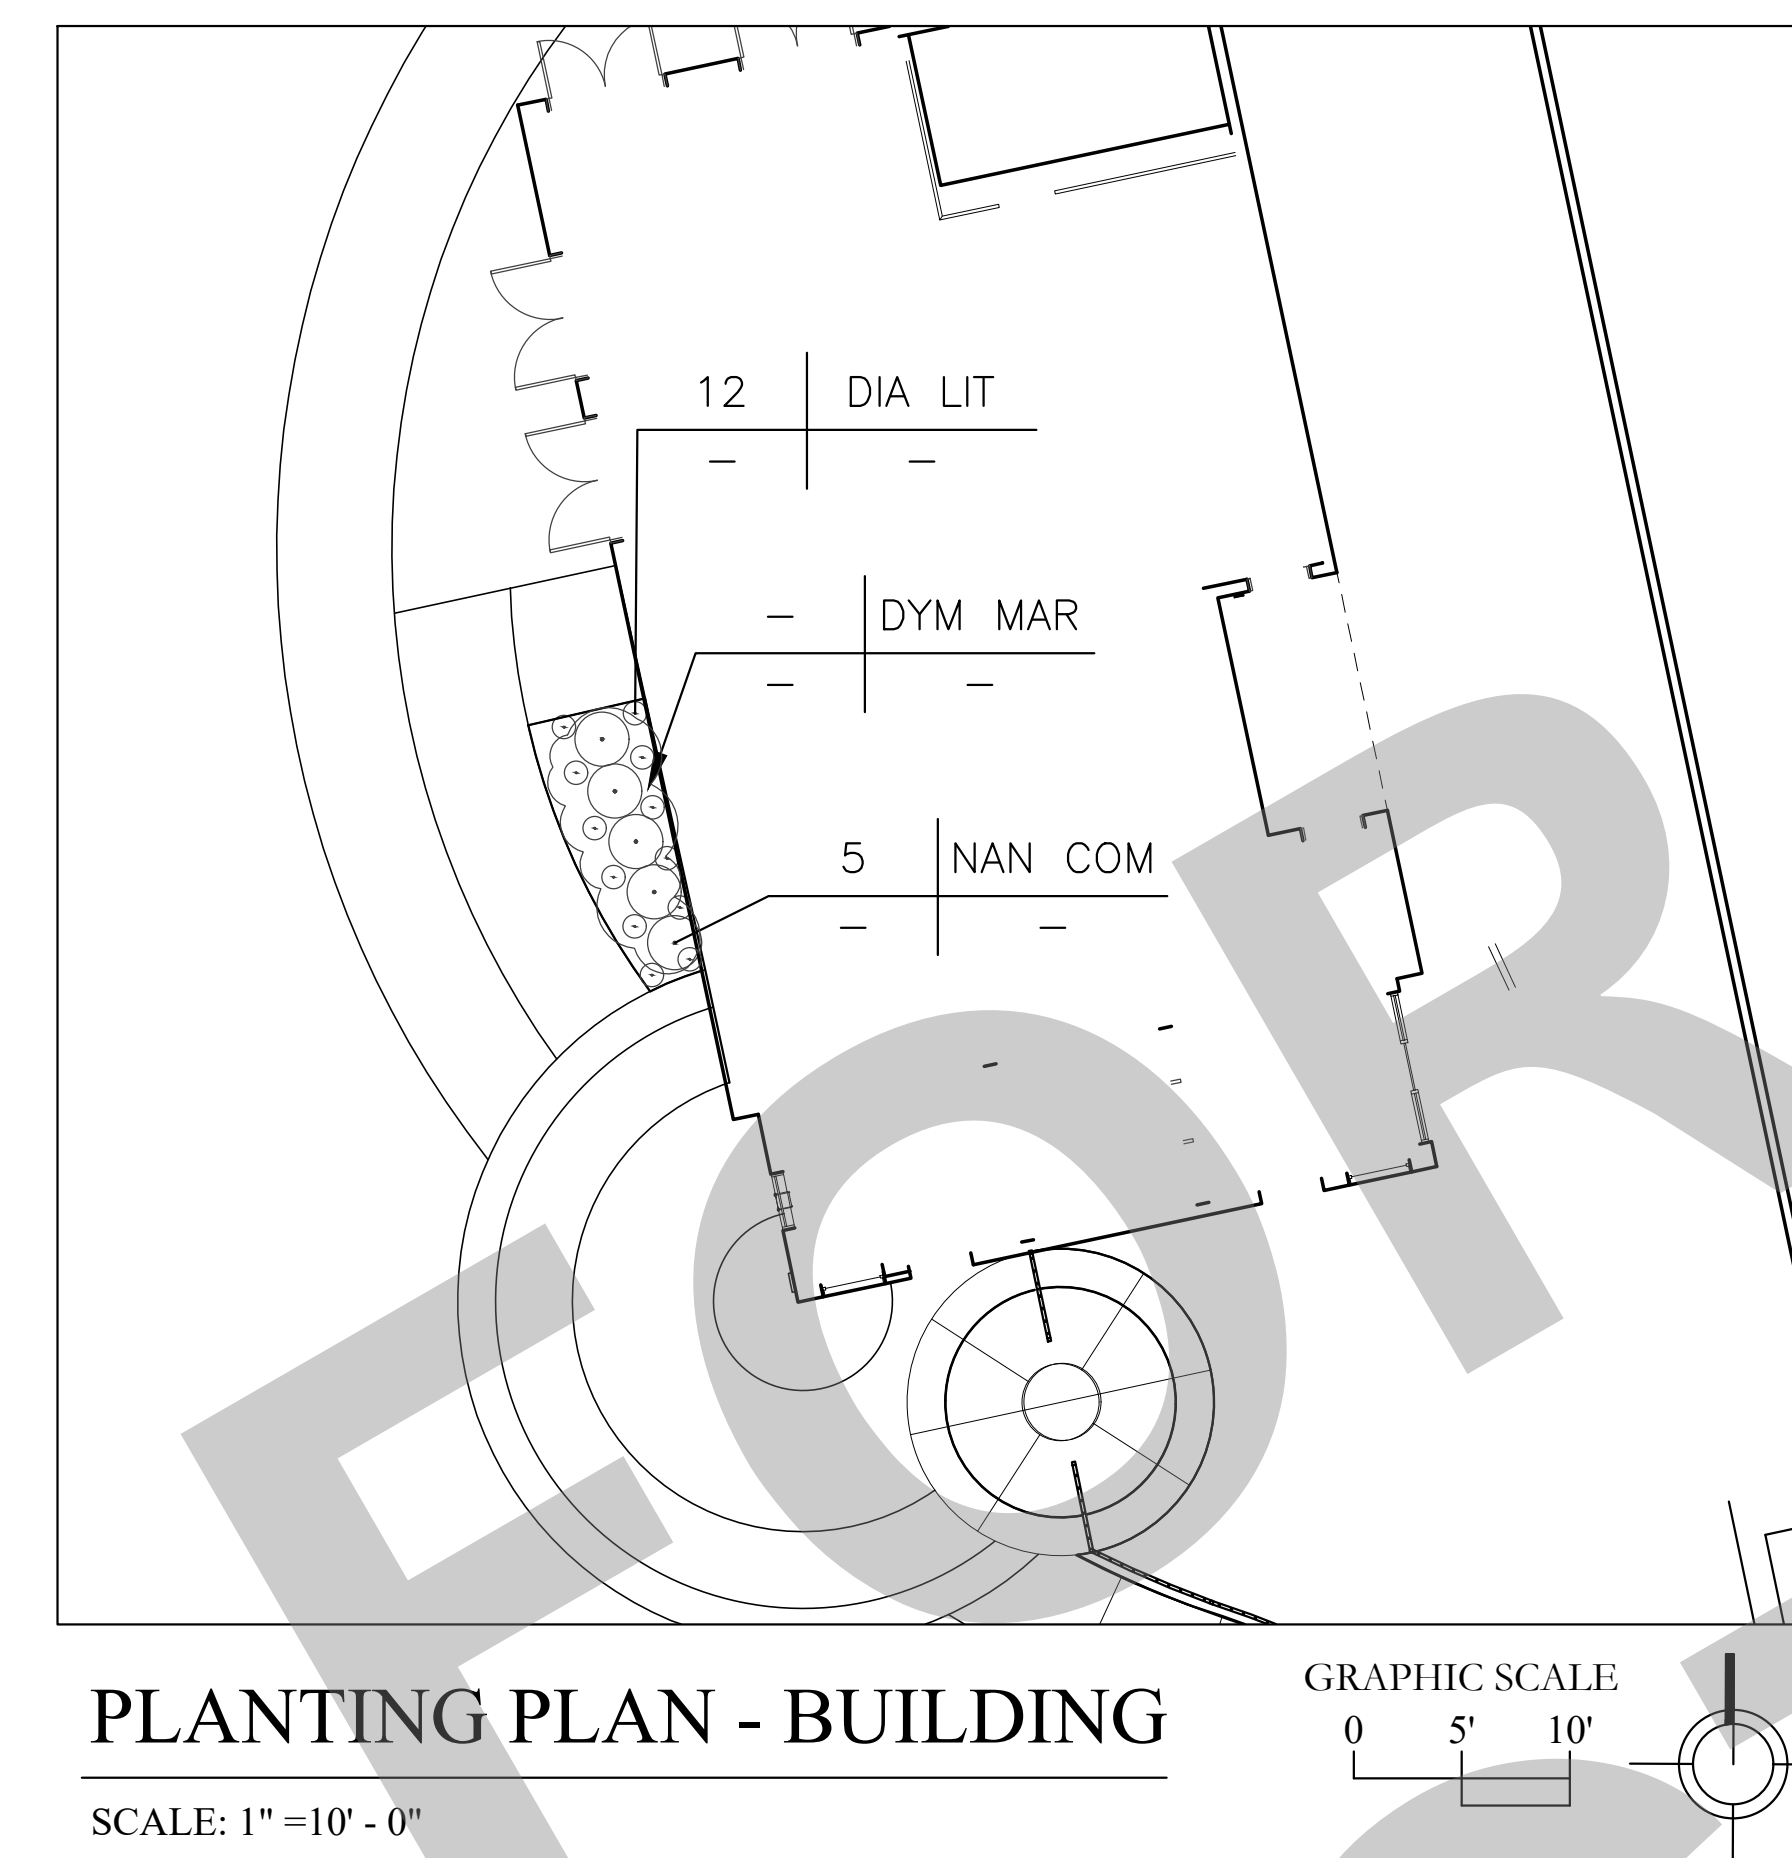 12 DIA LIT
– –
– DYM MAR
– –
5 NAN COM
– –
PLANTING PLAN - BUILDING
SCALE: 1" =10' - 0"
GRAPHIC SCALE
0 5' 10'
F O R